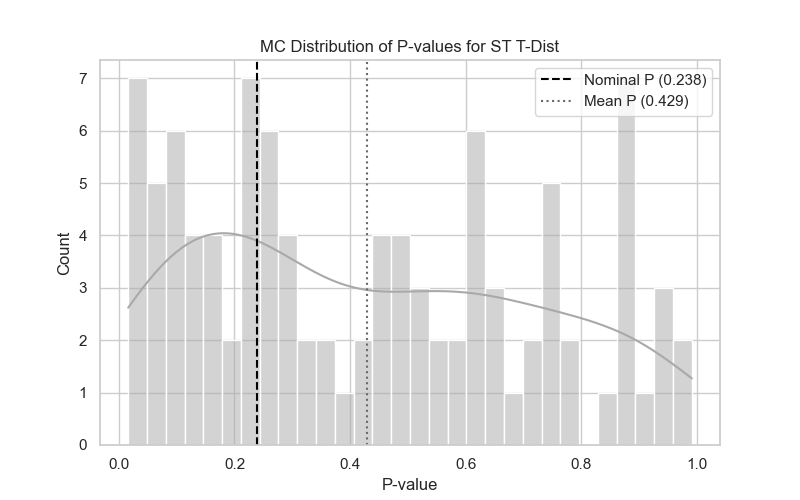 MC Distribution of P-values for ST T-Dist
Nominal P (0.238)
Mean P (0.429)
7
6
5
4
3
2
1
0
Count
0.0 0.2 0.4 0.6 0.8 1.0
P-value